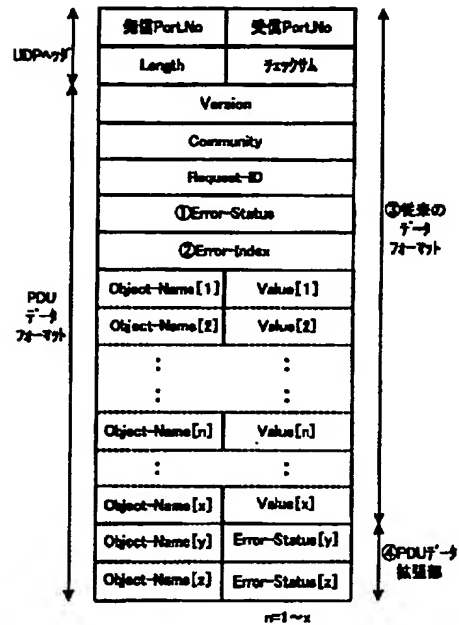 発信Port.No 受信Port.No
UDPヘッダ
Length チェックサム
Version
Community
Request-ID
①Error-Status
②Error-Index
③従来の
データ
フォーマット
PDU
データ
フォーマット
Object-Name[1] Value[1]
Object-Name[2] Value[2]
: :
: :
Object-Name[n] Value[n]
: :
Object-Name[x] Value[x]
Object-Name[y] Error-Status[y]
Object-Name[z] Error-Status[z]
④PDUデータ
拡張部
n=1～x